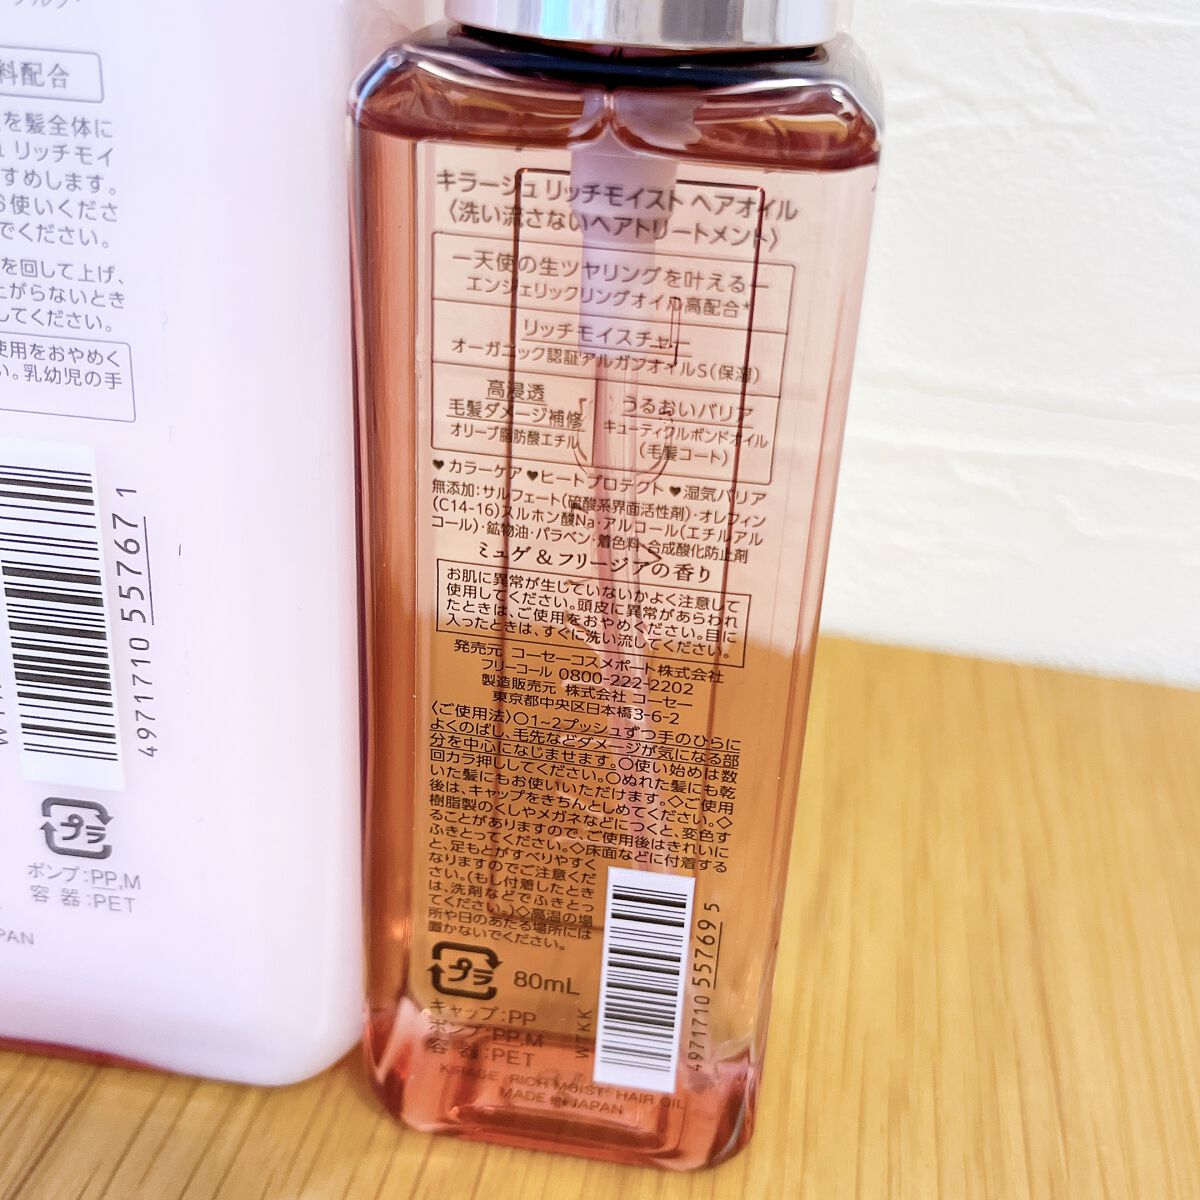 料配合
を髪全体に
ュ リッチモイ
すすめします。
お使いくださ
でください。
を回して上げ、
上がらないとき
してください。
使用をおやめく
い。乳幼児の手
4971710 557671
プラ
ポンプ:PP,M
容 器:PET
PAN
キラージュ リッチモイスト ヘアオイル
〈洗い流さないヘアトリートメント〉
ー天使の生ツヤリングを叶えるー
エンジェリックリングオイル高配合*
リッチモイスチャー
オーガニック認証アルガンオイルS(保湿)
高浸透
毛髪ダメージ補修
オリーブ脂肪酸エチル
うるおいバリア
キューティクルボンドオイル
(毛髪コート)
♥カラーケア ♥ヒートプロテクト ♥湿気バリア
無添加:サルフェート(硫酸系界面活性剤)・オレフィン
(C14-16)スルホン酸Na・アルコール(エチルアル
コール)・鉱物油・パラベン・着色料・合成酸化防止剤
ミュゲ＆フリージアの香り
お肌に異常が生じていないかよく注意して
使用してください。頭皮に異常があらわれ
たときは、ご使用をおやめください。目に
入ったときは、すぐに洗い流してください。
発売元 コーセーコスメポート株式会社
フリーコール 0800-222-2202
製造販売元 株式会社 コーセー
東京都中央区日本橋3-6-2
〈ご使用法〉○1~2プッシュずつ手のひらに
よくのばし、毛先などダメージが気になる部
分を中心になじませます。○使い始めは数
回カラ押ししてください。○ぬれた髪にも乾
いた髪にもお使いいただけます。◇ご使用
後は、キャップをきちんとしめてください。◇
樹脂製のくしやメガネなどにつくと、変色す
ることがありますので、ご使用後はきれいに
ふきとってください。◇床面などに付着する
と、足もとがすべりやすく
なりますのでご注意くだ
さい。(もし付着したとき
は、洗剤などでふきとっ
てください。)◇高温の場
所や日のあたる場所には
置かないでください。
プラ
80mL
キャップ:PP
ポンプ:PP,M
容 器:PET
W7KK
4971710 557695
KIRAGE RICH MOIST HAIR OIL
MADE IN JAPAN